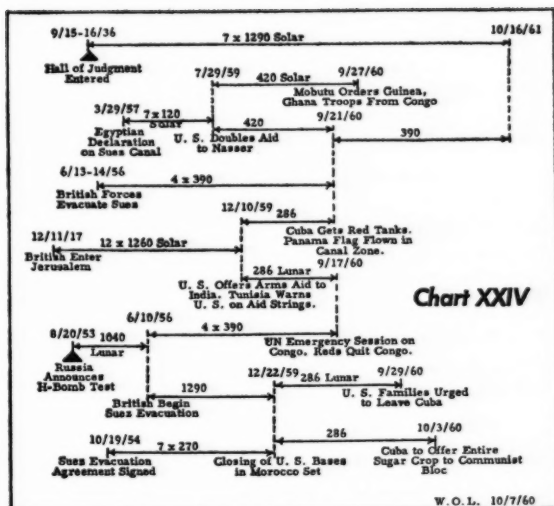 9/15-16/36
7 x 1290 Solar
10/16/61
Hall of Judgment
Entered
7/29/59
420 Solar
9/27/60
Mobutu Orders Guinea,
Ghana Troops From Congo
3/29/57
7 x 120
Solar
9/21/60
Egyptian
Declaration
on Suez Canal
420
U. S. Doubles Aid
to Nasser
390
6/13-14/56
4 x 390
British Forces
Evacuate Suez
12/10/59
286
Cuba Gets Red Tanks.
Panama Flag Flown in
Canal Zone.
12/11/17
12 x 1260 Solar
British Enter
Jerusalem
286 Lunar
9/17/60
U. S. Offers Arms Aid to
India. Tunisia Warns
U. S. on Aid Strings.
Chart XXIV
6/10/56
4 x 390
UN Emergency Session on
Congo. Reds Quit Congo.
8/20/53
1040
Lunar
Russia
Announces
H-Bomb Test
12/22/59
286 Lunar
9/29/60
1290
U. S. Families Urged
to Leave Cuba
British Begin
Suez Evacuation
10/19/54
7 x 270
286
10/3/60
Suez Evacuation
Agreement Signed
Closing of U. S. Bases
in Morocco Set
Cuba to Offer Entire
Sugar Crop to Communist
Bloc
W. O. L. 10/7/60